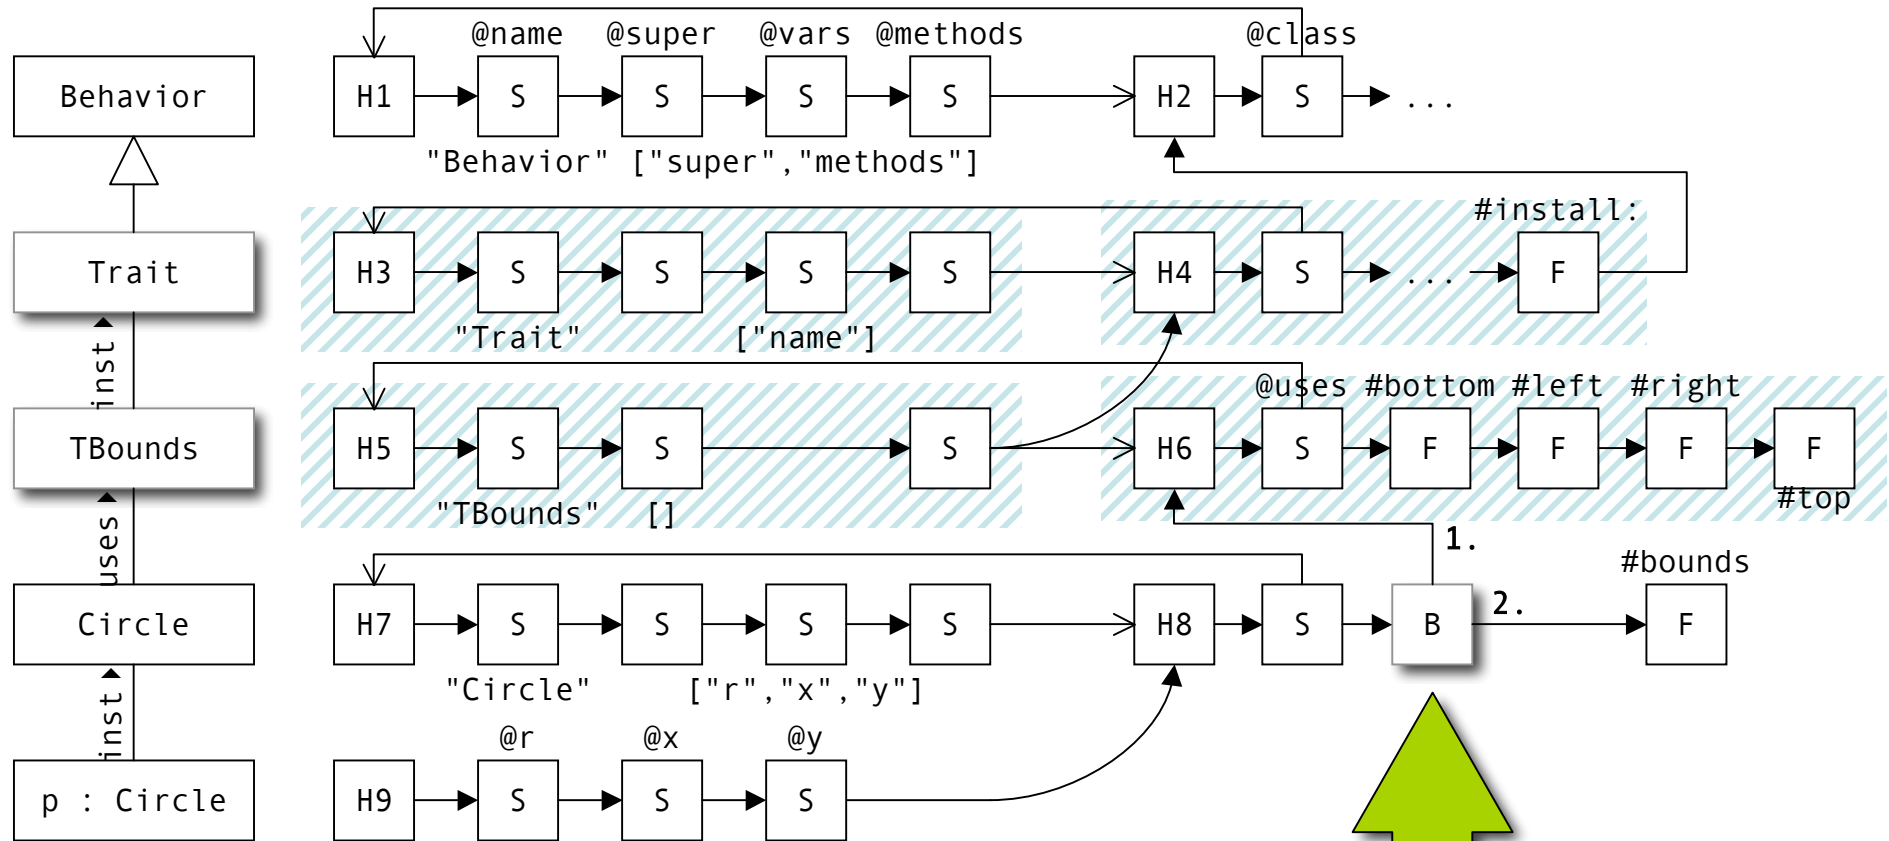 @name @super @vars @methods @class
Behavior H1 S S S S H2 S ...
"Behavior" ["super","methods"]
#install:
Trait H3 S S S S H4 S ... F
"Trait" ["name"]
inst
@uses #bottom #left #right
TBounds H5 S S S H6 S F F F F
#top
"TBounds" []
uses
1.
#bounds
2.
Circle H7 S S S S H8 S B F
"Circle" ["r","x","y"]
inst
@r @x @y
p : Circle H9 S S S